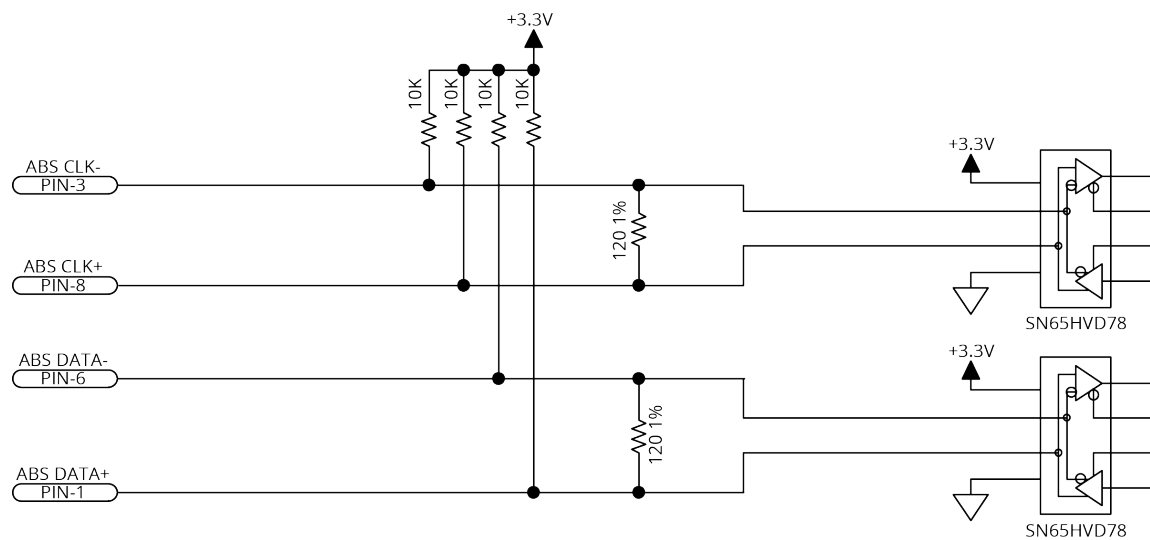 +3.3V
10K
10K
10K
10K
ABS CLK-
PIN-3
+3.3V
120 1%
ABS CLK+
PIN-8
SN65HVD78
ABS DATA-
PIN-6
+3.3V
120 1%
ABS DATA+
PIN-1
SN65HVD78